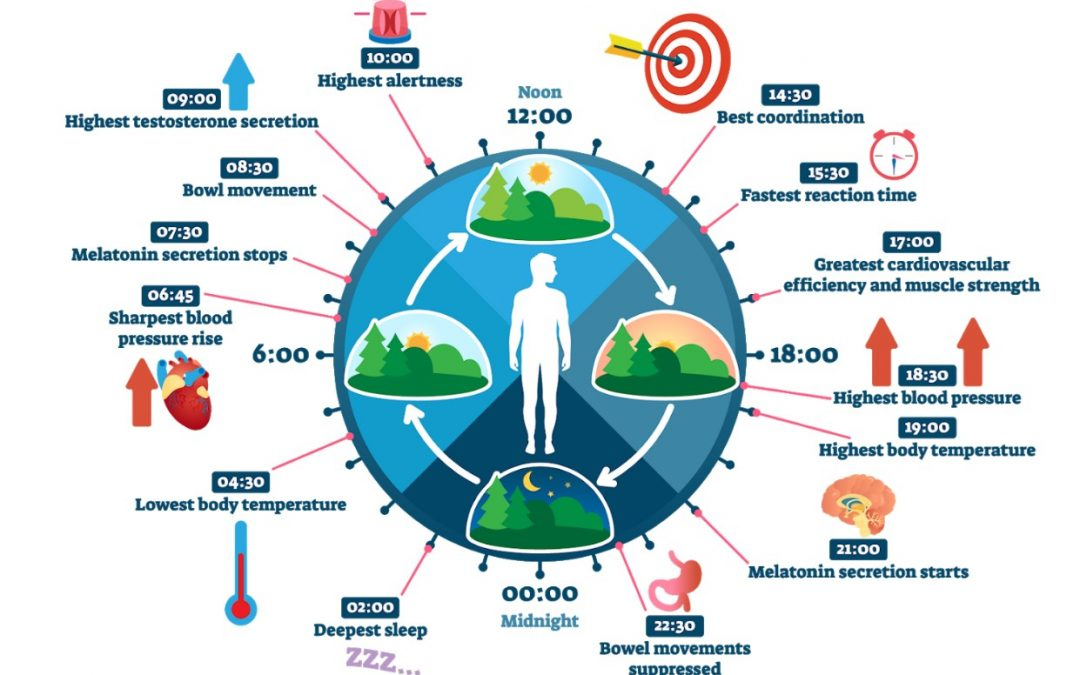 Noon
12:00
14:30
Best coordination
15:30
Fastest reaction time
17:00
Greatest cardiovascular
efficiency and muscle strength
18:00
18:30
Highest blood pressure
19:00
Highest body temperature
21:00
Melatonin secretion starts
22:30
Bowel movements
suppressed
00:00
Midnight
02:00
Deepest sleep
ZZZ...
04:30
Lowest body temperature
6:00
06:45
Sharpest blood
pressure rise
07:30
Melatonin secretion stops
08:30
Bowl movement
09:00
Highest testosterone secretion
10:00
Highest alertness